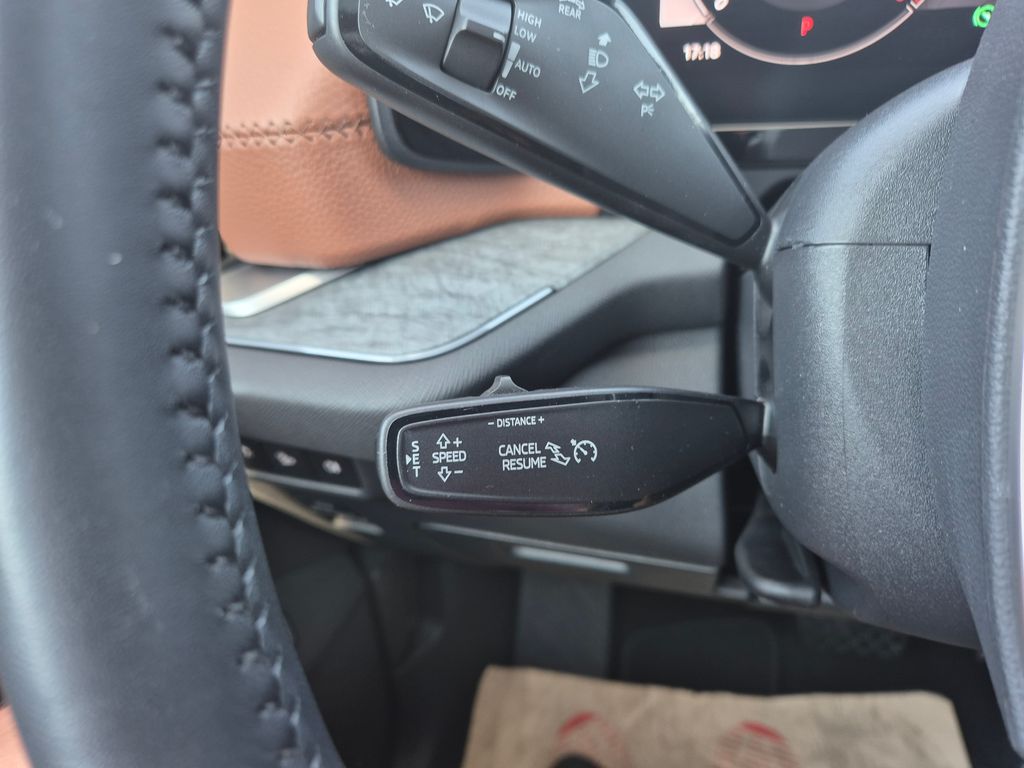 HIGH
LOW
AUTO
OFF
REAR
P
17:18
P
- DISTANCE +
SET
+
SPEED
-
CANCEL
RESUME